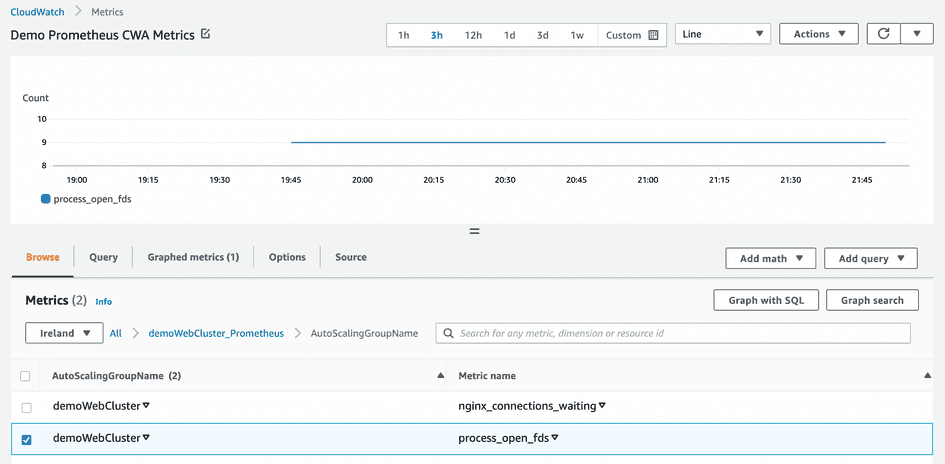 CloudWatch > Metrics
Demo Prometheus CWA Metrics
1h 3h 12h 1d 3d 1w Custom Line Actions
Count
10
9
8
19:00 19:15 19:30 19:45 20:00 20:15 20:30 20:45 21:00 21:15 21:30 21:45
process_open_fds
Browse Query Graphed metrics (1) Options Source Add math Add query
Metrics (2) Info Graph with SQL Graph search
Ireland All > demoWebCluster_Prometheus > AutoScalingGroupName Search for any metric, dimension or resource id
AutoScalingGroupName (2) Metric name
demoWebCluster nginx_connections_waiting
demoWebCluster process_open_fds